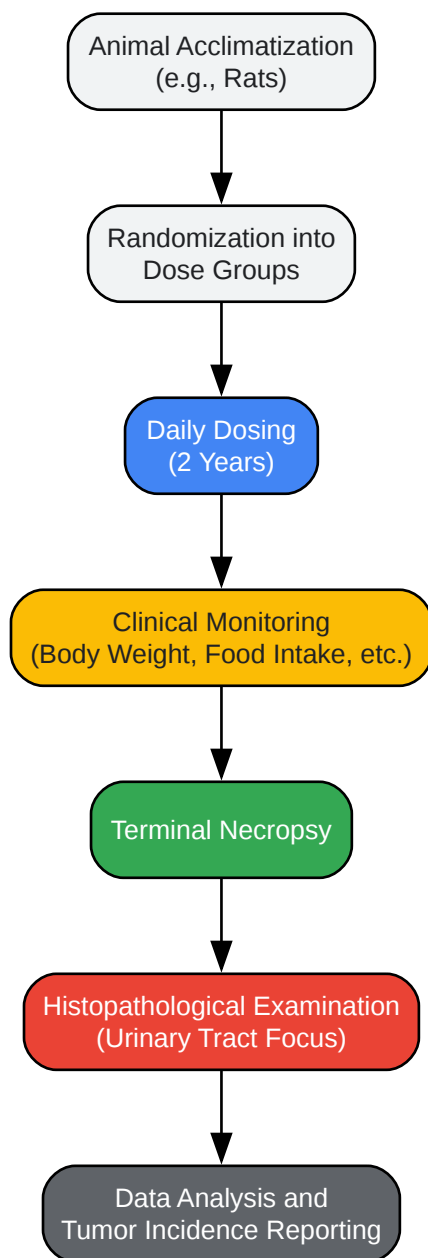 Animal Acclimatization
(e.g., Rats)
Randomization into
Dose Groups
Daily Dosing
(2 Years)
Clinical Monitoring
(Body Weight, Food Intake, etc.)
Terminal Necropsy
Histopathological Examination
(Urinary Tract Focus)
Data Analysis and
Tumor Incidence Reporting